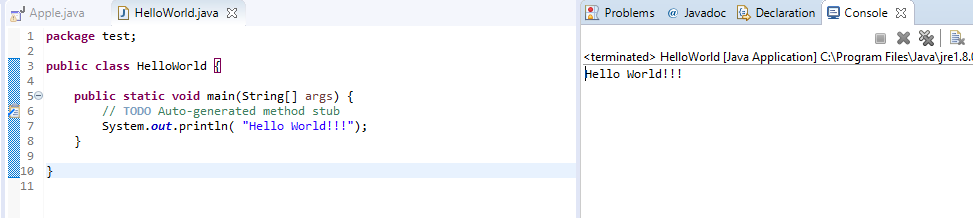 Apple.java HelloWorld.java
1 package test;
2
3 public class HelloWorld {
4
5 public static void main(String[] args) {
6 // TODO Auto-generated method stub
7 System.out.println( "Hello World!!!");
8 }
9
10 }
11
Problems @ Javadoc Declaration Console
<terminated> HelloWorld [Java Application] C:\Program Files\Java\jre1.8.0
Hello World!!!